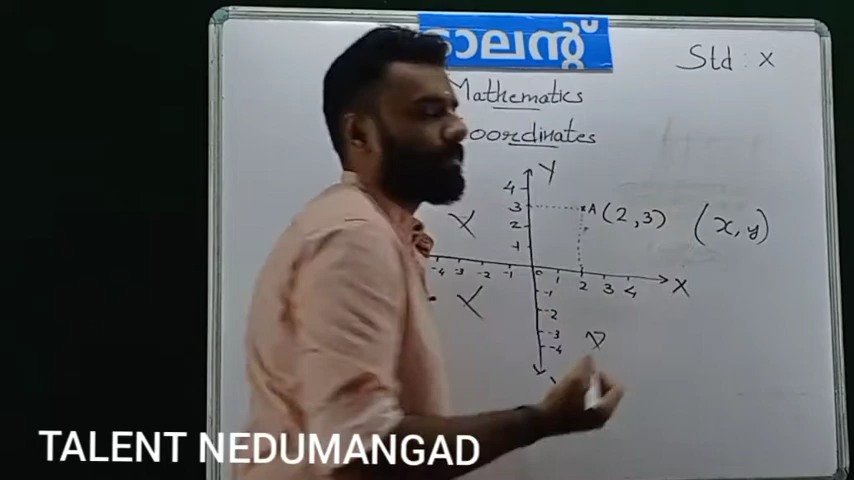 ടാലന്റ്
Std : X
Mathematics
oordinates
Y
4
3
A (2,3) (x, y)
2
1
-4 -3 -2 -1 0 1 2 3 4 X
-1
-2
-3
-4
TALENT NEDUMANGAD